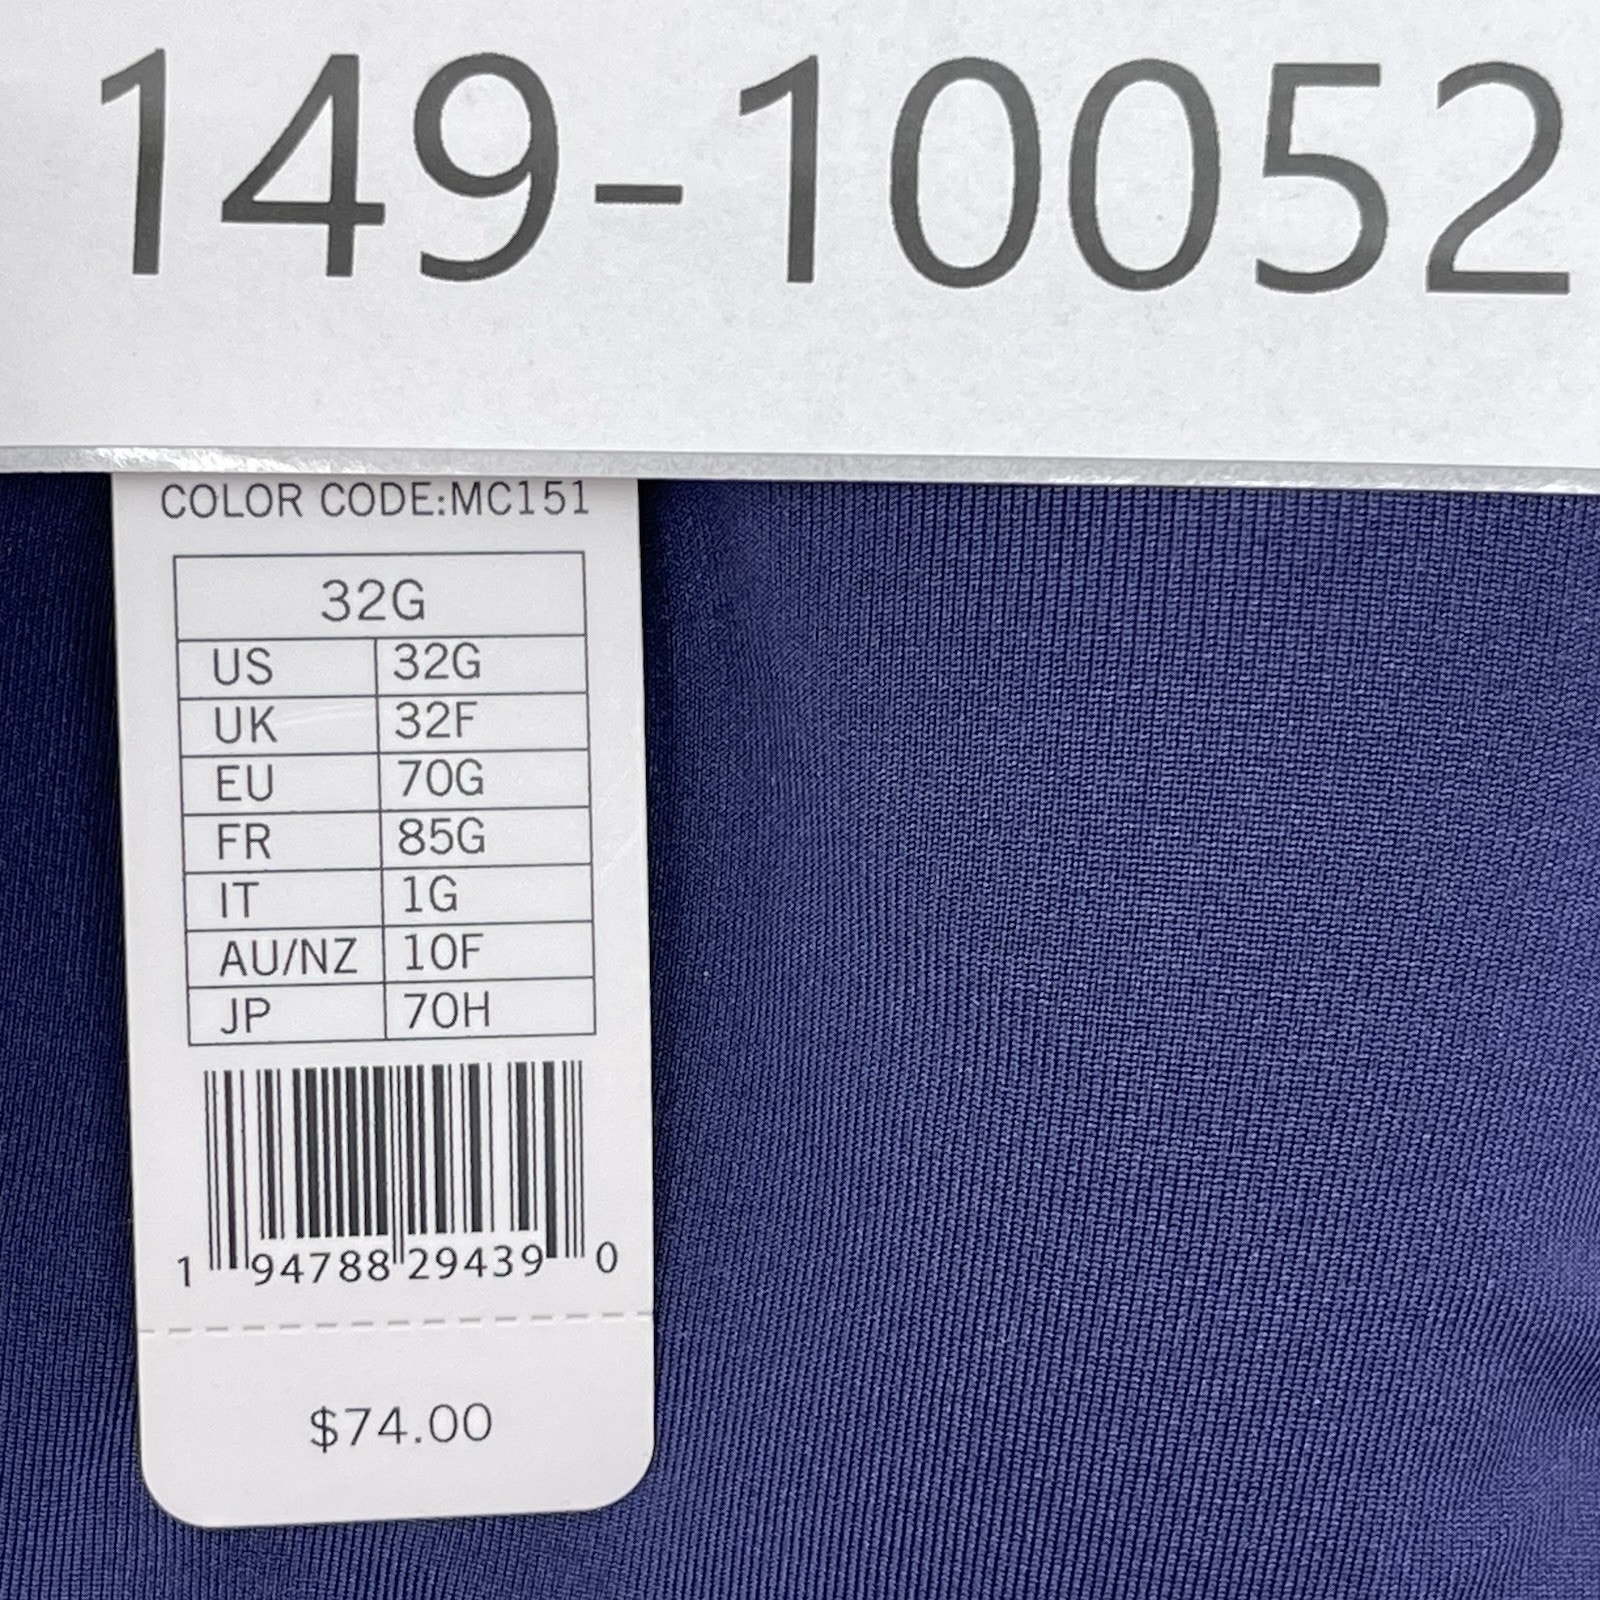 149-10052
COLOR CODE:MC151
32G
US 32G
UK 32F
EU 70G
FR 85G
IT 1G
AU/NZ 10F
JP 70H
1 94788 29439 0
$74.00